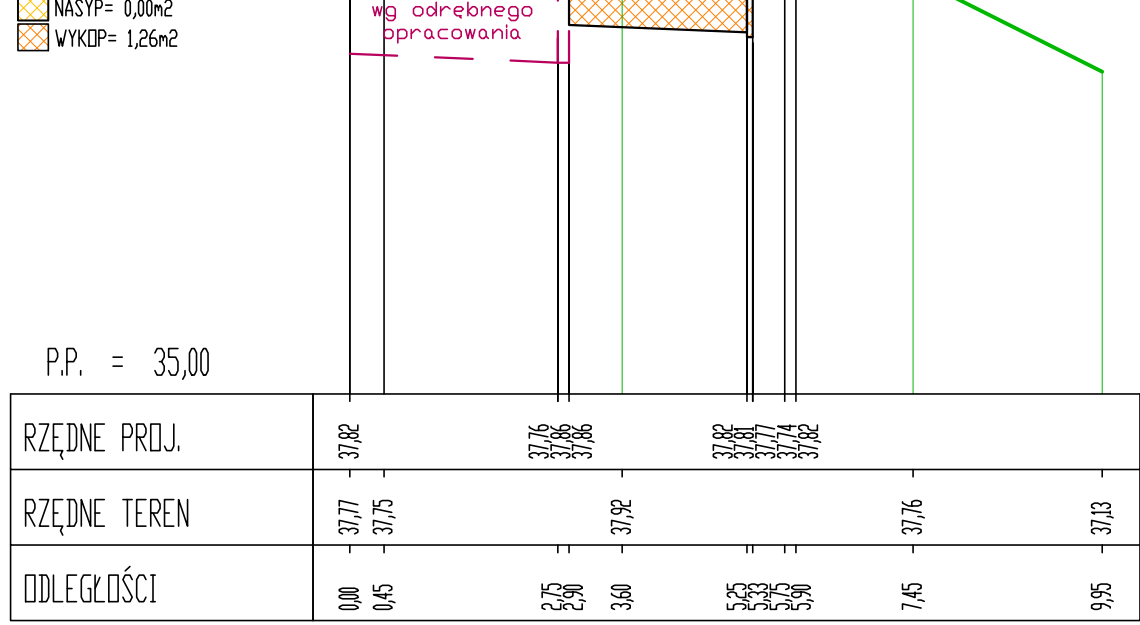 NASYP= 0,00m2
WYKOP= 1,26m2
wg odrębnego
opracowania
P.P. = 35,00
RZĘDNE PROJ. 37,82 37,76 37,86 37,86 37,82 37,81 37,77 37,74 37,82
RZĘDNE TEREN 37,77 37,75 37,92 37,76 37,13
ODLEGŁOŚCI 0,00 0,45 2,75 2,90 3,60 5,25 5,33 5,75 5,90 7,45 9,95